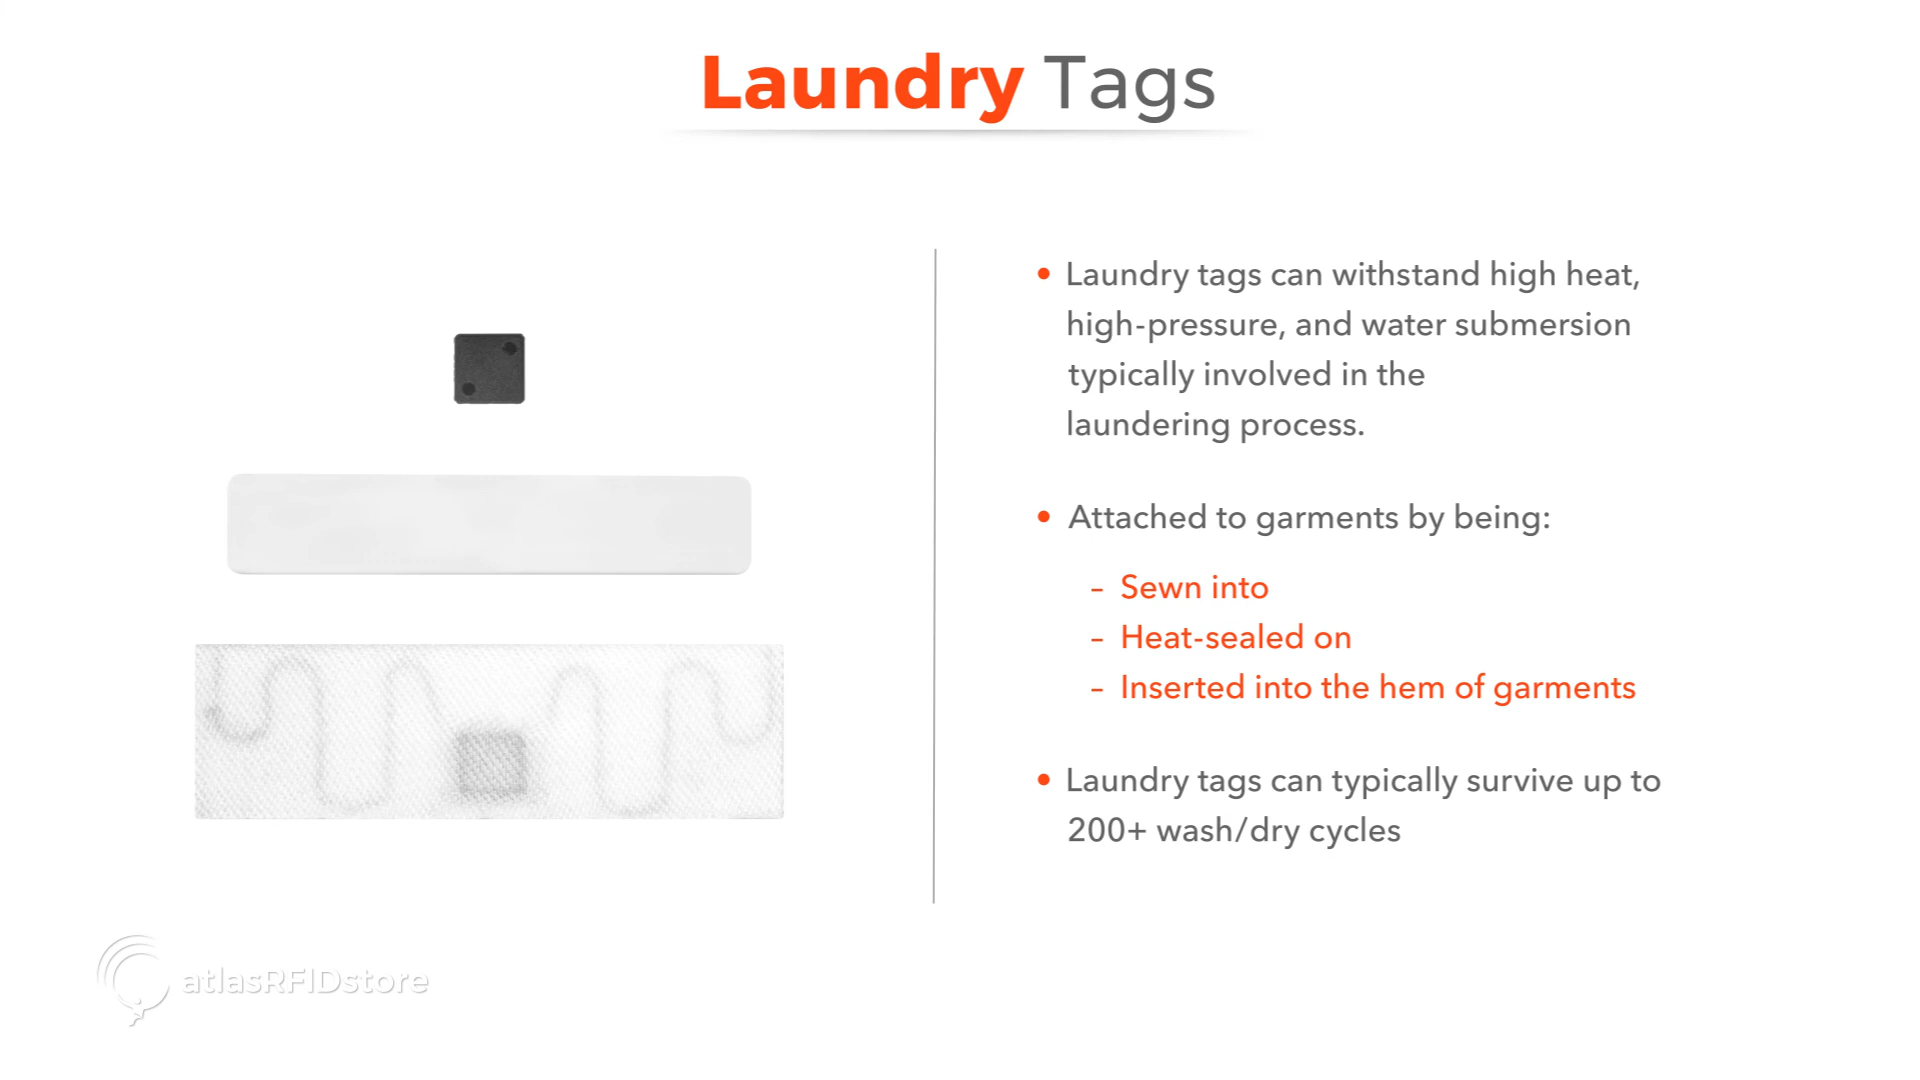 Laundry Tags
• Laundry tags can withstand high heat,
high-pressure, and water submersion
typically involved in the
laundering process.
• Attached to garments by being:
– Sewn into
– Heat-sealed on
– Inserted into the hem of garments
• Laundry tags can typically survive up to
200+ wash/dry cycles
atlasRFIDstore